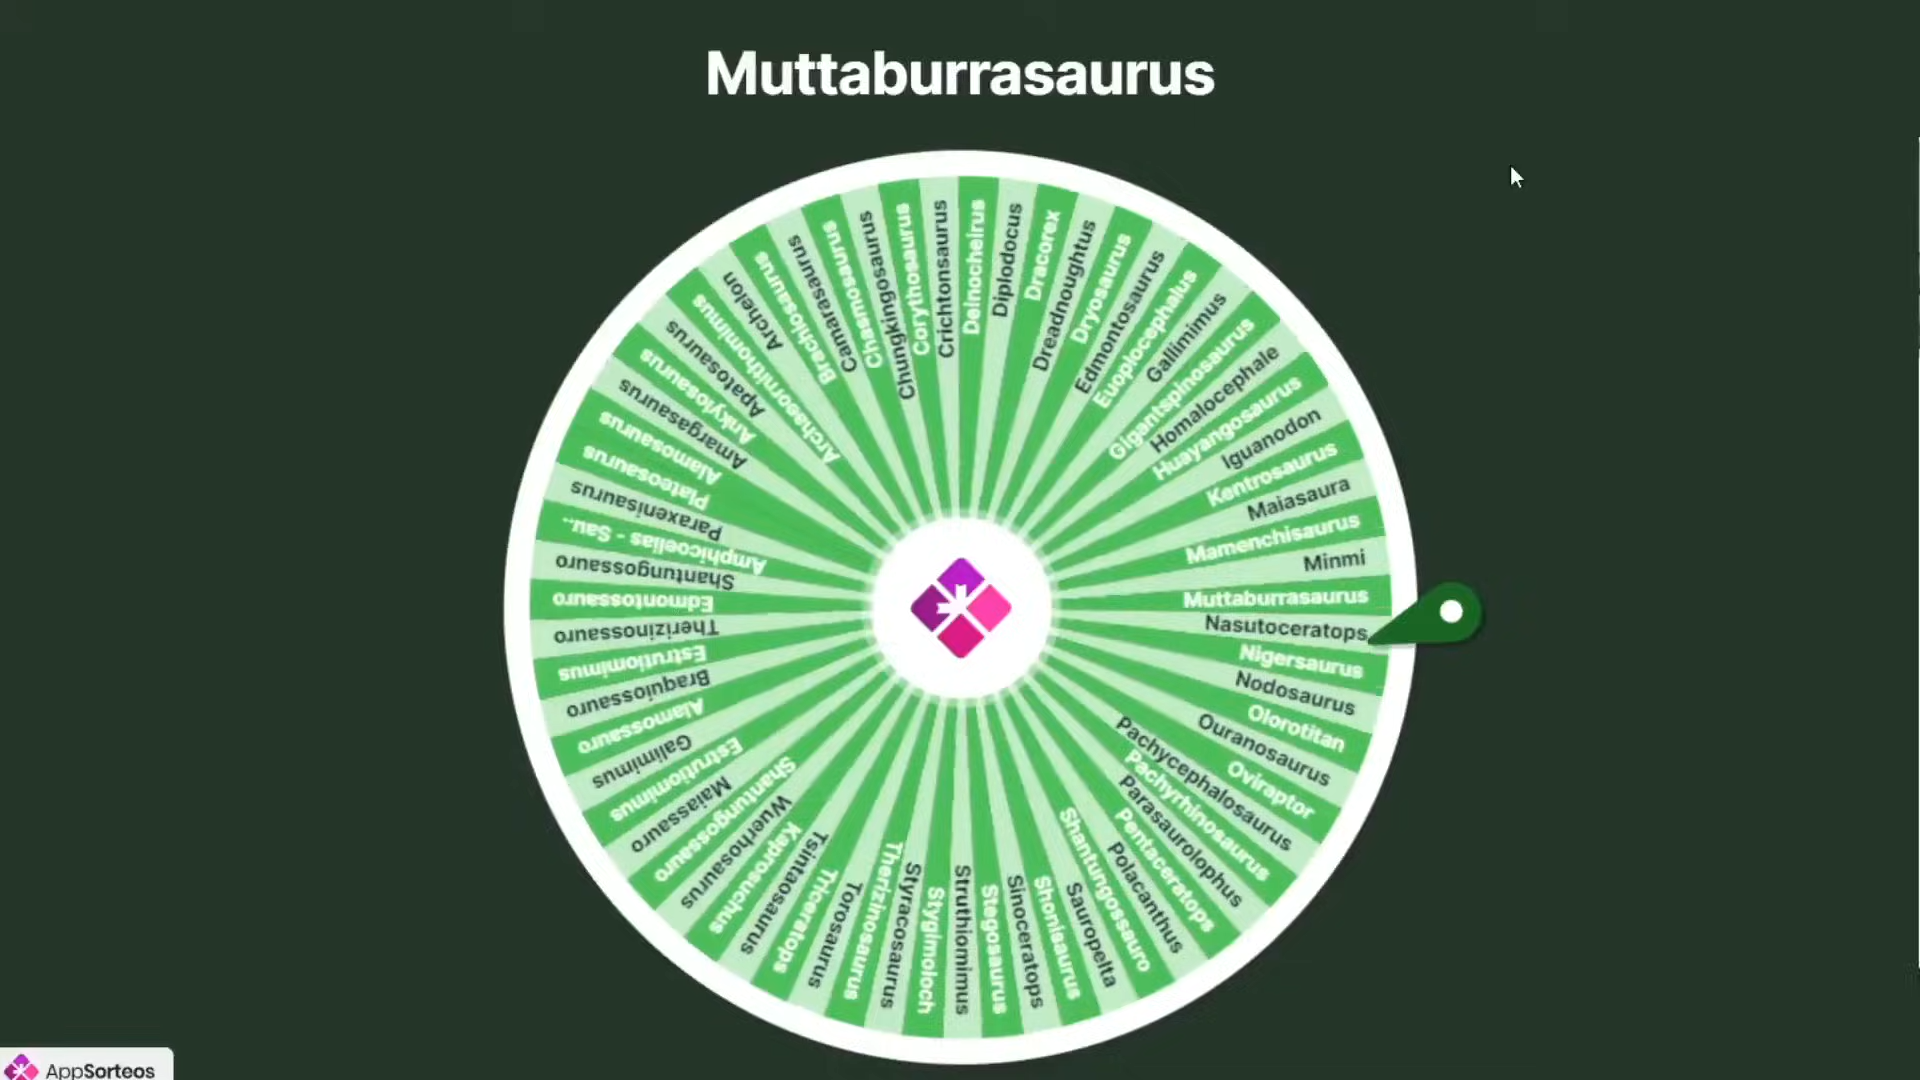 Muttaburrasaurus
Deinocheirus
Diplodocus
Dracorex
Dreadnoughtus
Dryosaurus
Edmontosaurus
Euoplocephalus
Gallimimus
Gigantspinosaurus
Homalocephale
Huayangosaurus
Iguanodon
Kentrosaurus
Maiasaura
Mamenchisaurus
Minmi
Muttaburrasaurus
Nasutoceratops
Nigersaurus
Nodosaurus
Olorotitan
Ouranosaurus
Oviraptor
Pachycephalosaurus
Pachyrhinosaurus
Parasaurolophus
Pentaceratops
Polacanthus
Shantungossauro
Sauropelta
Shonisaurus
Sinoceratops
Stegosaurus
Struthiomimus
Stygimoloch
Styracosaurus
Therizinosaurus
Torosaurus
Triceratops
Tsintaosaurus
Kaprosuchus
Wuerhosaurus
Shantungossauro
Maiassauro
Estrutiomimus
Galimimus
Alamossauro
Braquiossauro
Estrutiomimus
Therizinossauro
Edmontossauro
Shantungossauro
Amphicoelias - Sau..
Paraxenisaurus
Plateosaurus
Alamosaurus
Amargasaurus
Ankylosaurus
Apatosaurus
Archaeornithomimus
Archelon
Brachiosaurus
Camarasaurus
Chasmosaurus
Chungkingosaurus
Corythosaurus
Crichtonsaurus
AppSorteos